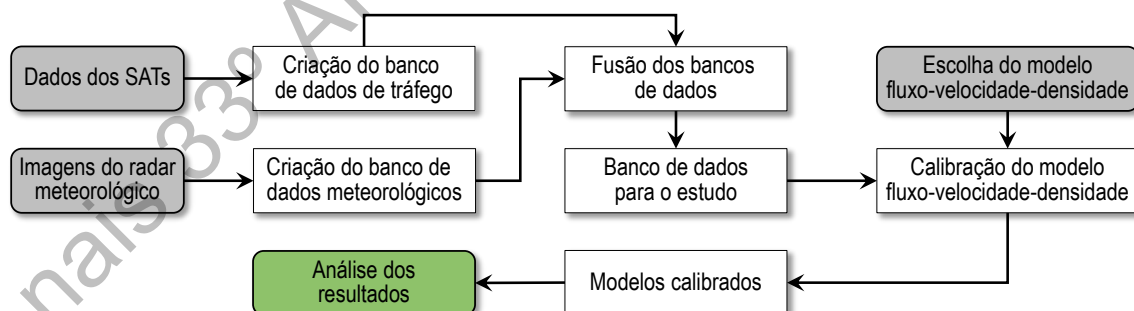 Dados dos SATs
Criação do banco
de dados de tráfego
Fusão dos bancos
de dados
Escolha do modelo
fluxo-velocidade-densidade
Imagens do radar
meteorológico
Criação do banco de
dados meteorológicos
Banco de dados
para o estudo
Calibração do modelo
fluxo-velocidade-densidade
Análise dos
resultados
Modelos calibrados
nais 33º A